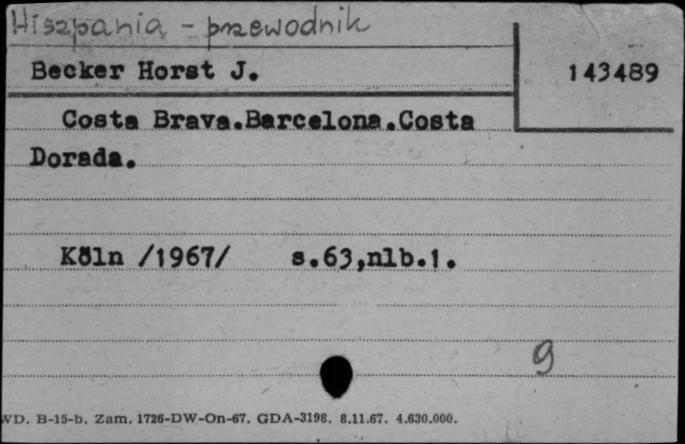 Hiszpania - przewodnik
Becker Horst J.
143489
Costa Brava.Barcelona.Costa
Dorada.
Köln /1967/ s.63,nlb.1.
9
WD. B-15-b. Zam. 1726-DW-On-67. GDA-3198. 8.11.67. 4.630.000.